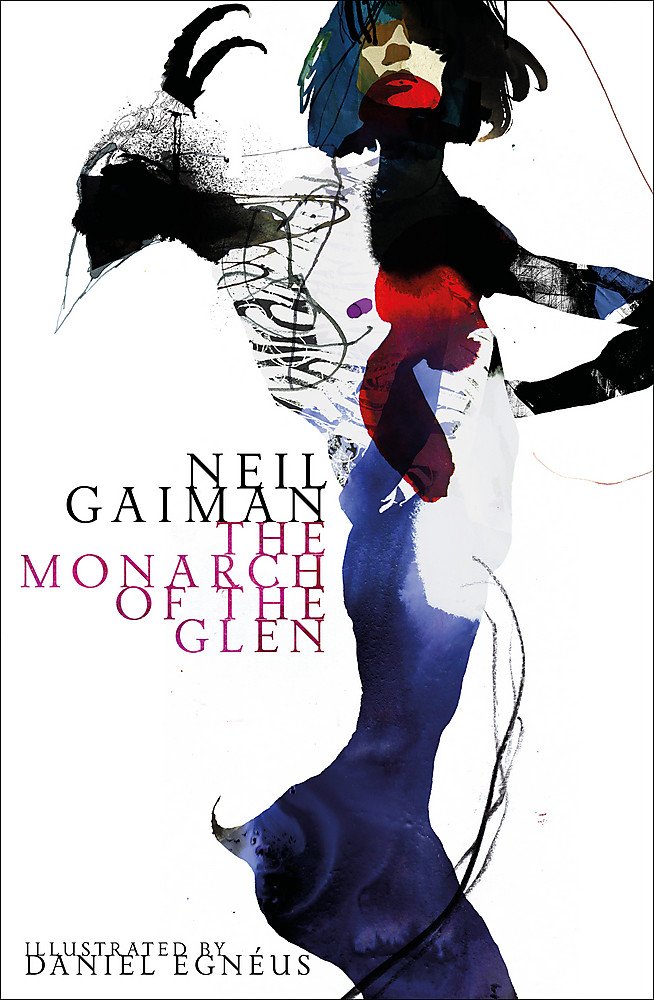 NEIL
GAIMAN
THE
MONARCH
OF THE
GLEN
ILLUSTRATED BY
DANIEL EGNÉUS